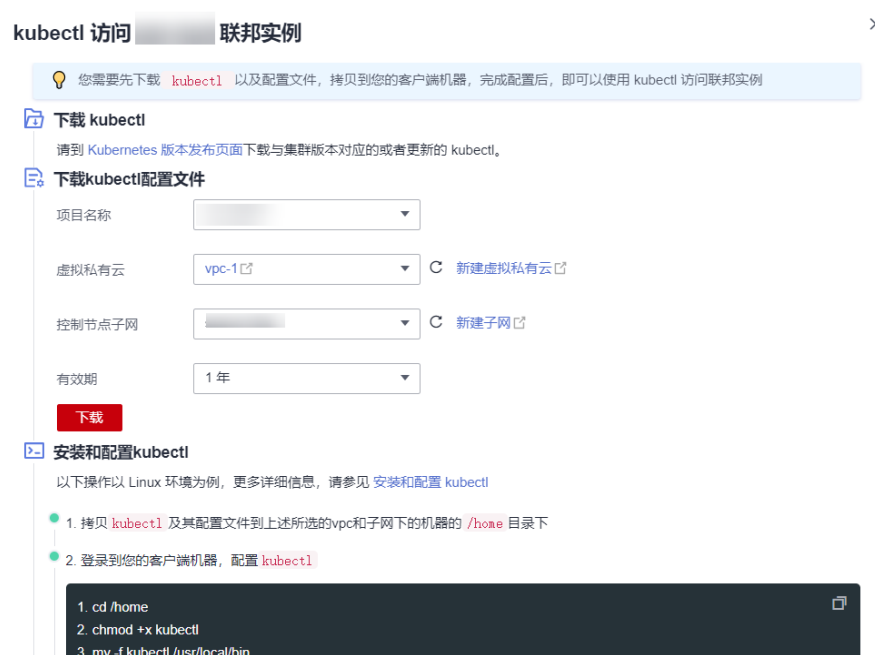 kubectl 访问 联邦实例
您需要先下载 kubectl 以及配置文件，拷贝到您的客户端机器，完成配置后，即可以使用 kubectl 访问联邦实例
下载 kubectl
请到 Kubernetes 版本发布页面下载与集群版本对应的或者更新的 kubectl。
下载kubectl配置文件
项目名称
虚拟私有云 vpc-1 新建虚拟私有云
控制节点子网 新建子网
有效期 1 年
下载
安装和配置kubectl
以下操作以 Linux 环境为例，更多详细信息，请参见 安装和配置 kubectl
1. 拷贝 kubectl 及其配置文件到上述所选的vpc和子网下的机器的 /home 目录下
2. 登录到您的客户端机器，配置 kubectl
1. cd /home
2. chmod +x kubectl
3. mv -f kubectl /usr/local/bin